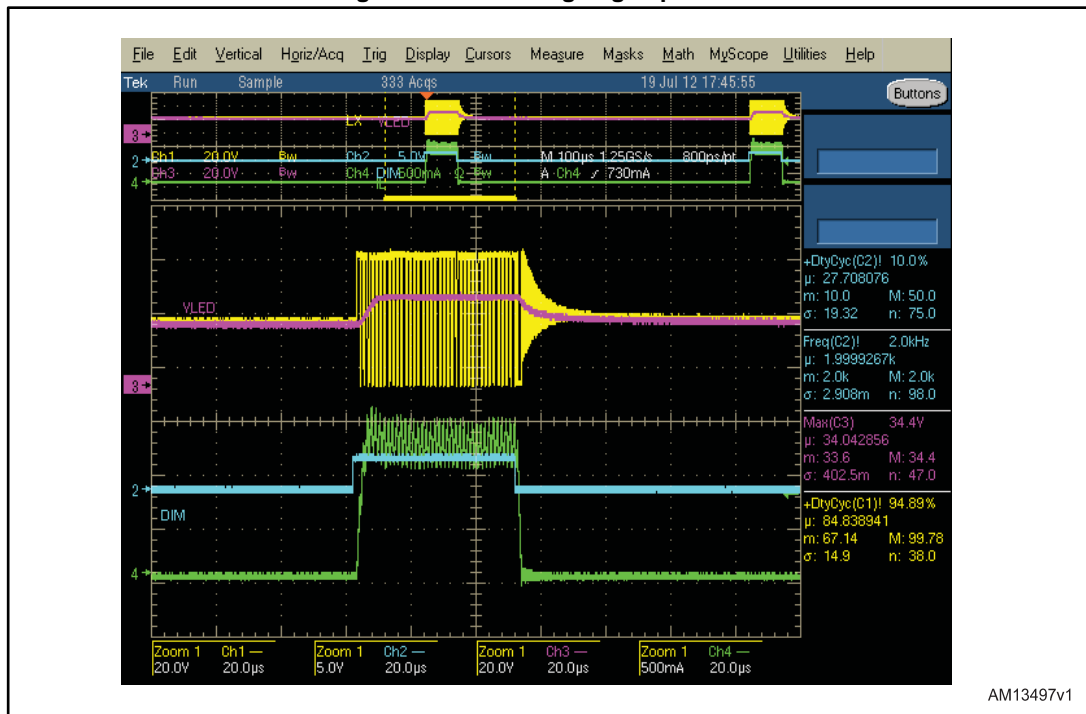 File Edit Vertical Horiz/Acq Trig Display Cursors Measure Masks Math MyScope Utilities Help
Tek Run Sample 333 Acqs 19 Jul 12 17:45:55
Buttons
LX VLED
3
2
Ch1 20.0V Bw Ch2 5.0V Bw M 100µs 1.25GS/s 800ps/pt
Ch3 20.0V Bw Ch4 500mA Ω Bw A Ch4 730mA
DIM
4
IL
+DtyCyc(C2)! 10.0%
µ: 27.708076
m: 10.0 M: 50.0
σ: 19.32 n: 75.0
VLED
Freq(C2)! 2.0kHz
µ: 1.9999267k
m: 2.0k M: 2.0k
σ: 2.908m n: 98.0
3
Max(C3) 34.4V
µ: 34.042856
m: 33.6 M: 34.4
σ: 402.5m n: 47.0
2
DIM
+DtyCyc(C1)! 94.89%
µ: 84.838941
m: 67.14 M: 99.78
σ: 14.9 n: 38.0
4
Zoom 1 Ch1 Zoom 1 Ch2 Zoom 1 Ch3 Zoom 1 Ch4
20.0V 20.0µs 5.0V 20.0µs 20.0V 20.0µs 500mA 20.0µs
AM13497v1